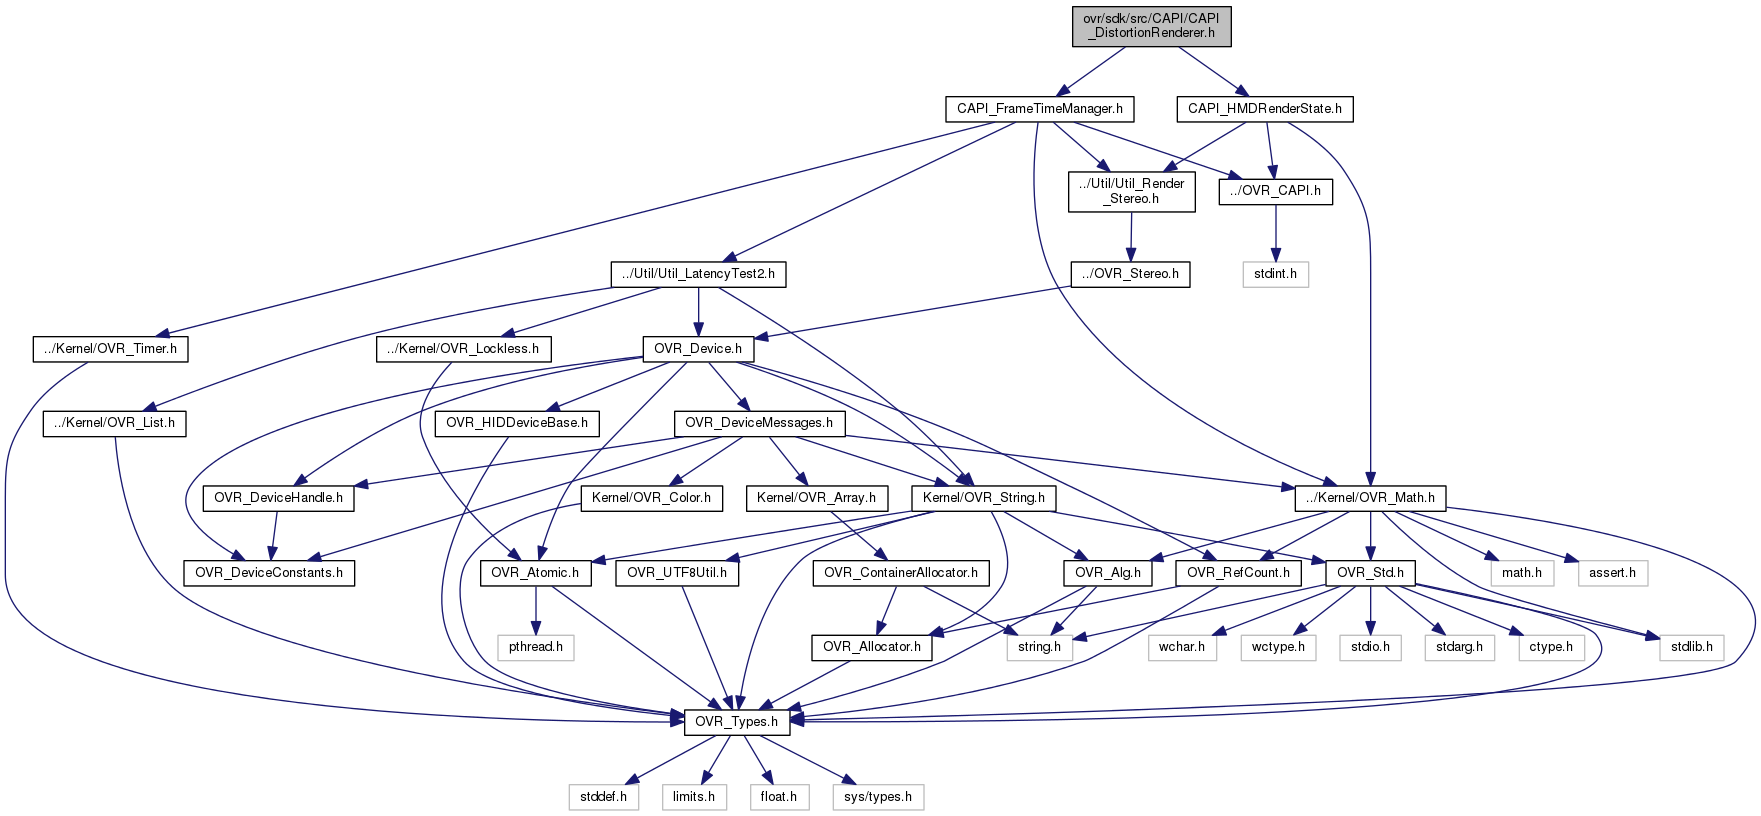 ovr/sdk/src/CAPI/CAPI
_DistortionRenderer.h
CAPI_FrameTimeManager.h
CAPI_HMDRenderState.h
../Util/Util_Render
_Stereo.h
../OVR_CAPI.h
../Util/Util_LatencyTest2.h
../OVR_Stereo.h
stdint.h
../Kernel/OVR_Timer.h
../Kernel/OVR_Lockless.h
OVR_Device.h
../Kernel/OVR_List.h
OVR_HIDDeviceBase.h
OVR_DeviceMessages.h
OVR_DeviceHandle.h
Kernel/OVR_Color.h
Kernel/OVR_Array.h
Kernel/OVR_String.h
../Kernel/OVR_Math.h
OVR_DeviceConstants.h
OVR_Atomic.h
OVR_UTF8Util.h
OVR_ContainerAllocator.h
OVR_Alg.h
OVR_RefCount.h
OVR_Std.h
math.h
assert.h
pthread.h
OVR_Allocator.h
string.h
wchar.h
wctype.h
stdio.h
stdarg.h
ctype.h
stdlib.h
OVR_Types.h
stddef.h
limits.h
float.h
sys/types.h